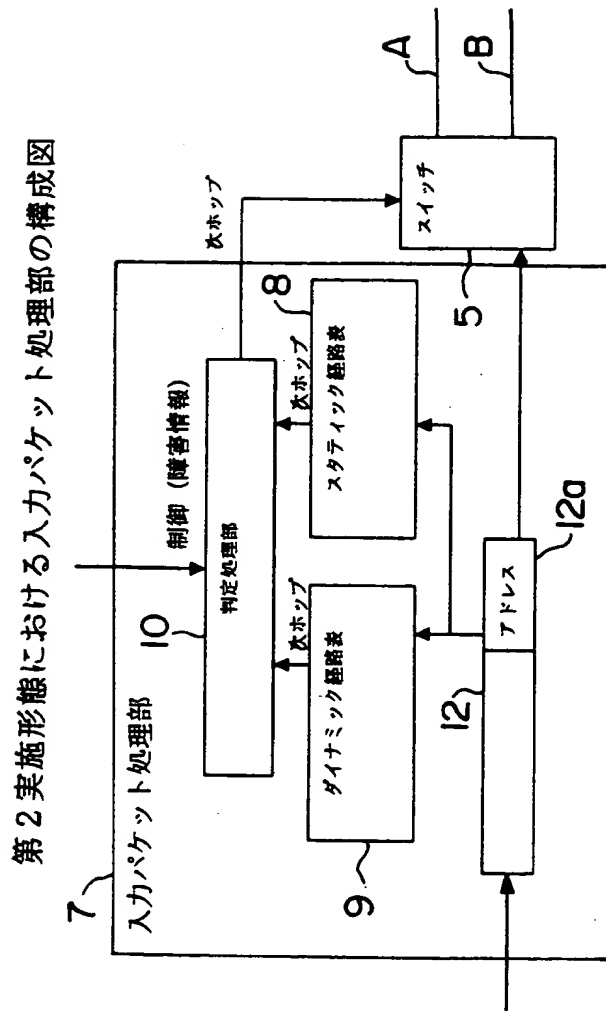 第2実施形態における入力パケット処理部の構成図
7
入力パケット処理部
制御(障害情報)
10
判定処理部
次ホップ
次ホップ
次ホップ
9
ダイナミック経路表
8
スタティック経路表
12
アドレス
12a
5
スイッチ
A
B